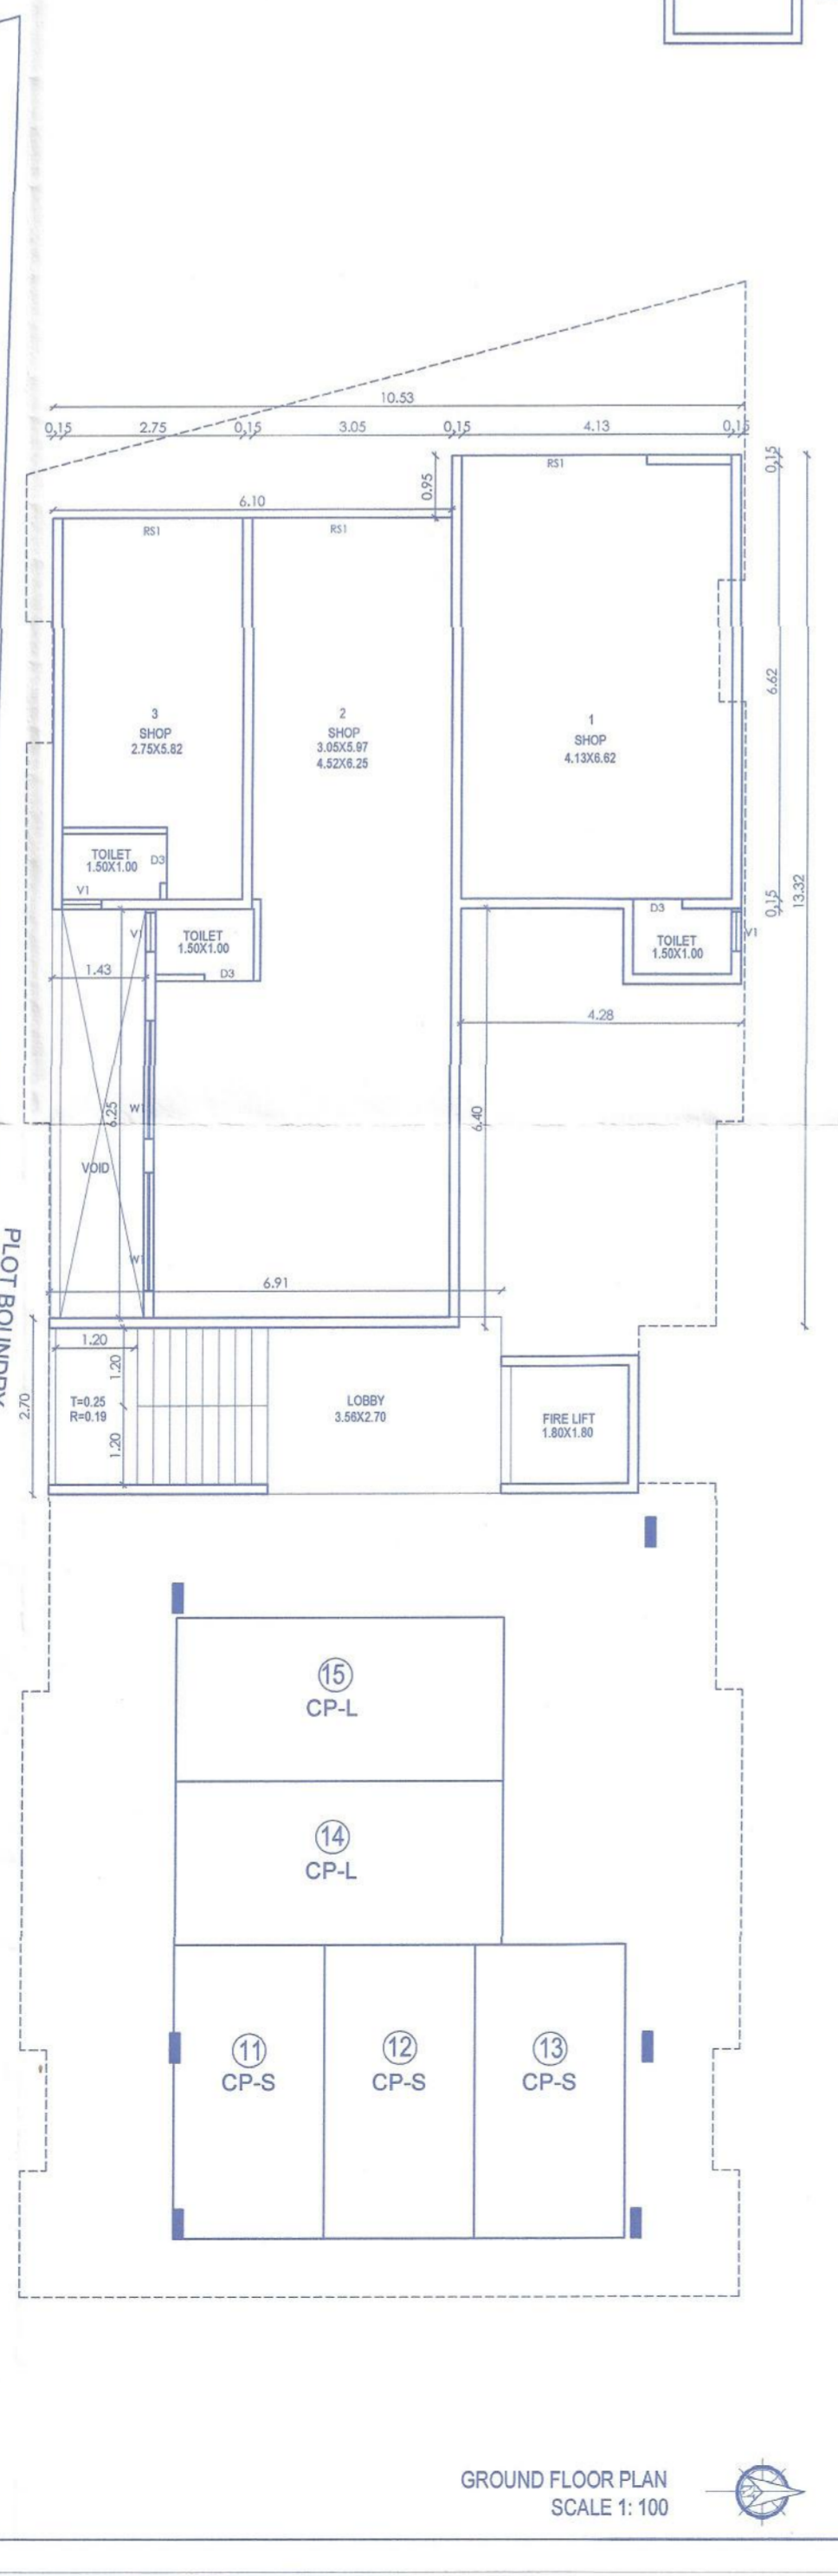 10.53
0,15 2.75 0,15 3.05 0,15 4.13 0,15
0,15
0.95
6.10
RS1
RS1
RS1
6.62
13.32
0,15
3
SHOP
2.75X5.82
2
SHOP
3.05X5.97
4.52X6.25
1
SHOP
4.13X6.62
TOILET
1.50X1.00
D3
V1
V1
TOILET
1.50X1.00
D3
D3
TOILET
1.50X1.00
V1
1.43
4.28
6.25
6.40
W1
VOID
W1
6.91
PLOT BOUNDRY
2.70
1.20
1.20
1.20
T=0.25
R=0.19
LOBBY
3.56X2.70
FIRE LIFT
1.80X1.80
15
CP-L
14
CP-L
11
CP-S
12
CP-S
13
CP-S
GROUND FLOOR PLAN
SCALE 1: 100
N